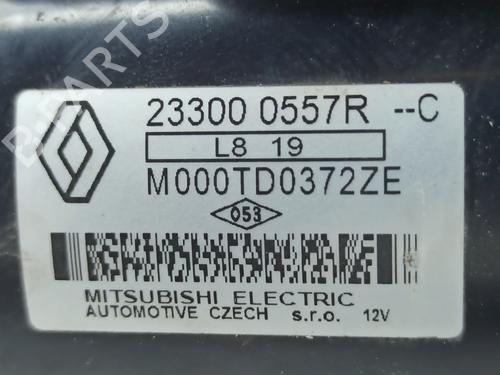 23300 0557R --C
L8 19
M000TD0372ZE
053
MITSUBISHI ELECTRIC
AUTOMOTIVE CZECH s.r.o. 12V
B-PARTS